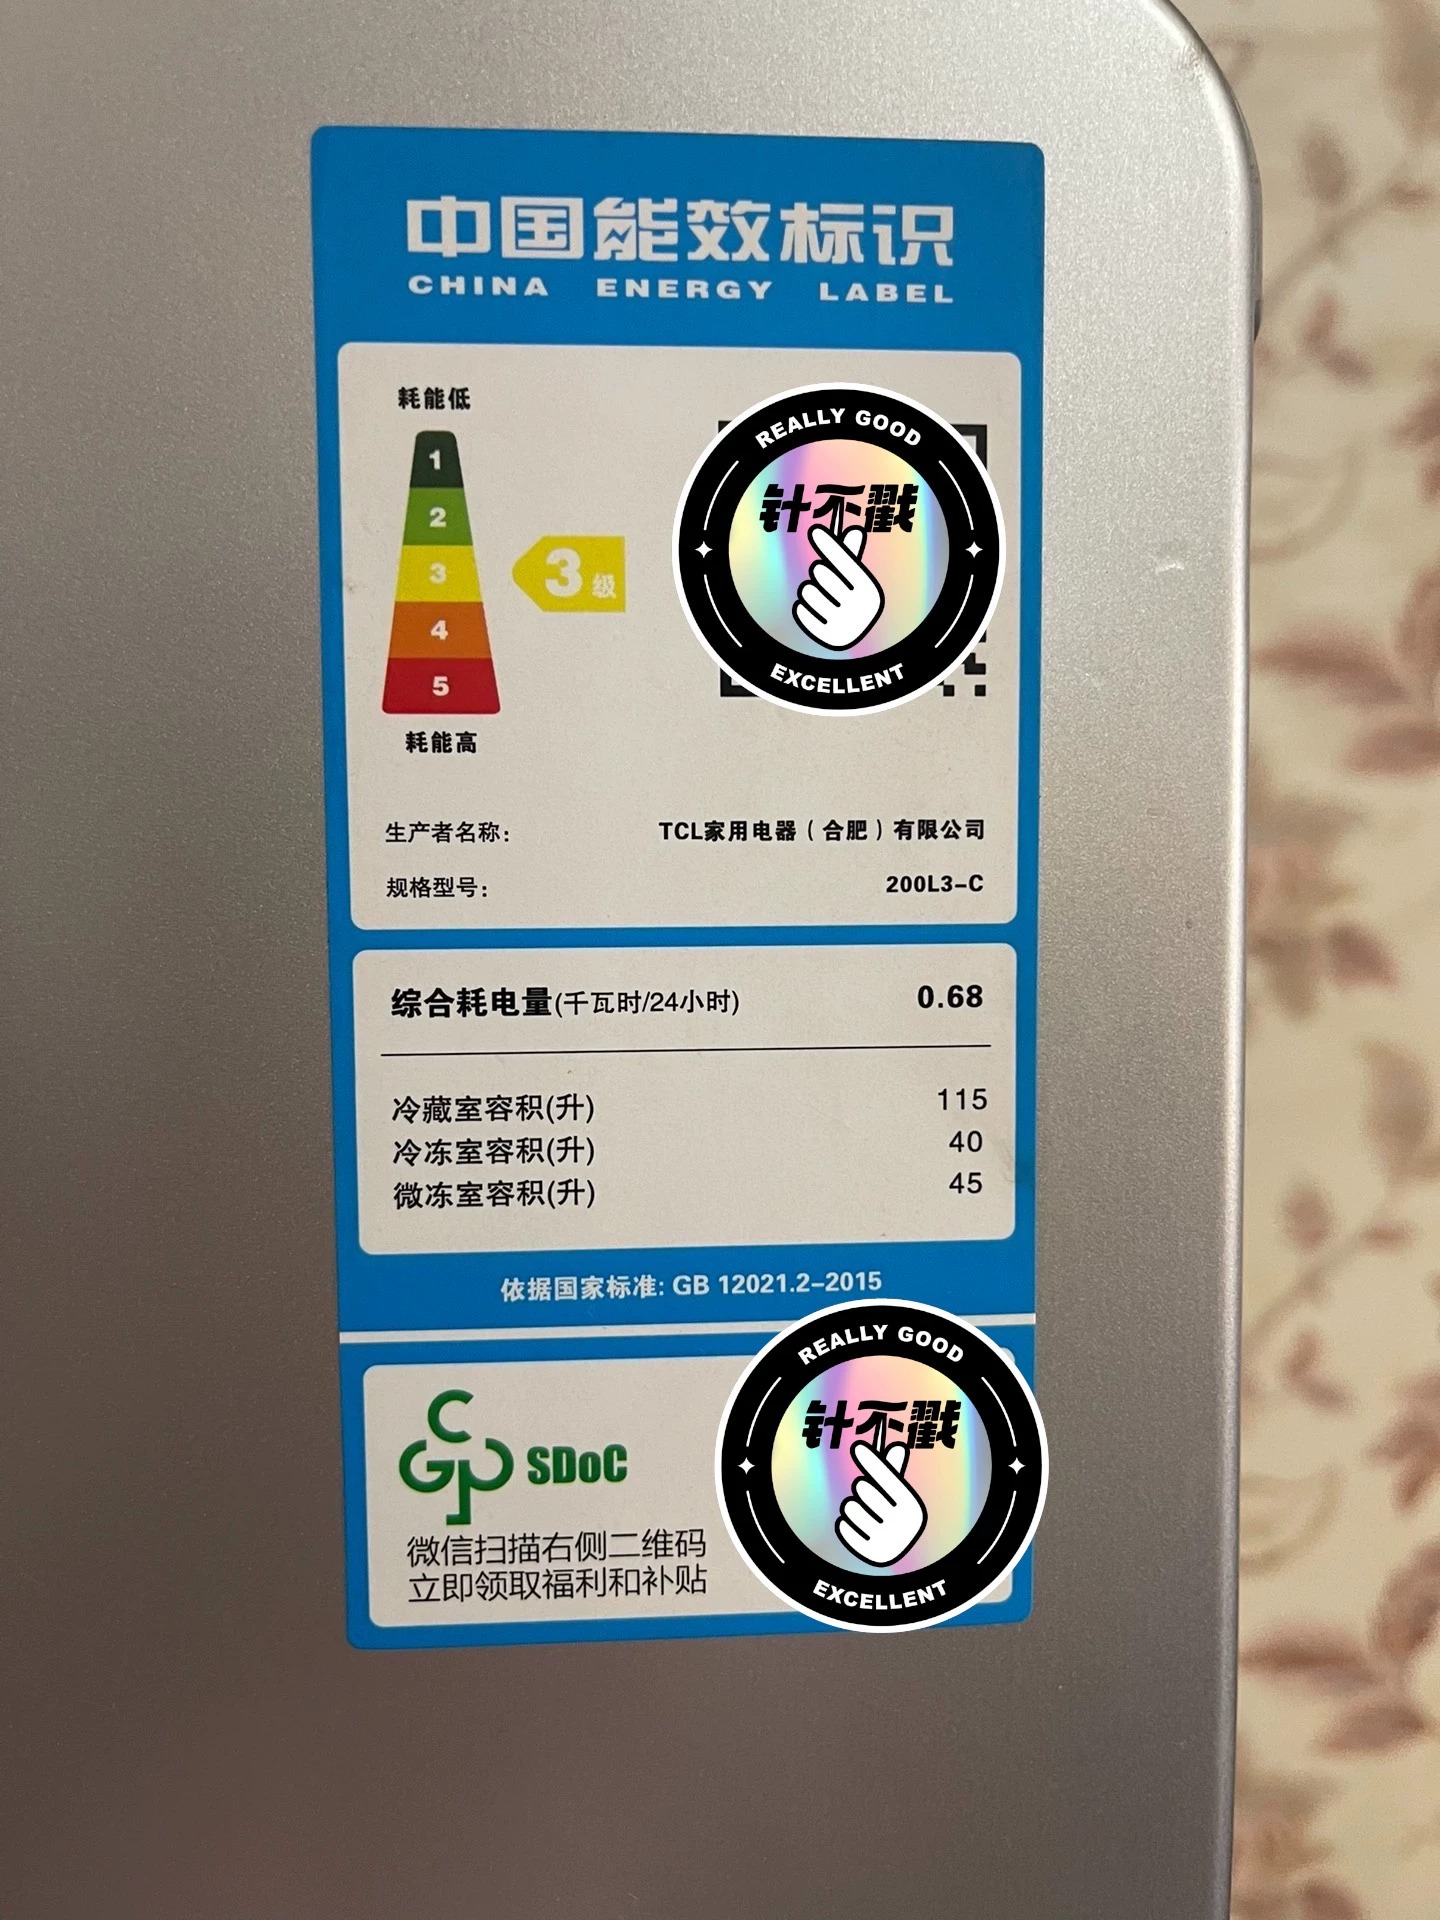 中国能效标识
CHINA ENERGY LABEL
耗能低
1
2
3
4
5
3级
耗能高
REALLY GOOD
针不戳
EXCELLENT
生产者名称: TCL家用电器（合肥）有限公司
规格型号: 200L3-C
综合耗电量(千瓦时/24小时) 0.68
冷藏室容积(升) 115
冷冻室容积(升) 40
微冻室容积(升) 45
依据国家标准: GB 12021.2-2015
CGP SDoC
微信扫描右侧二维码
立即领取福利和补贴
REALLY GOOD
针不戳
EXCELLENT